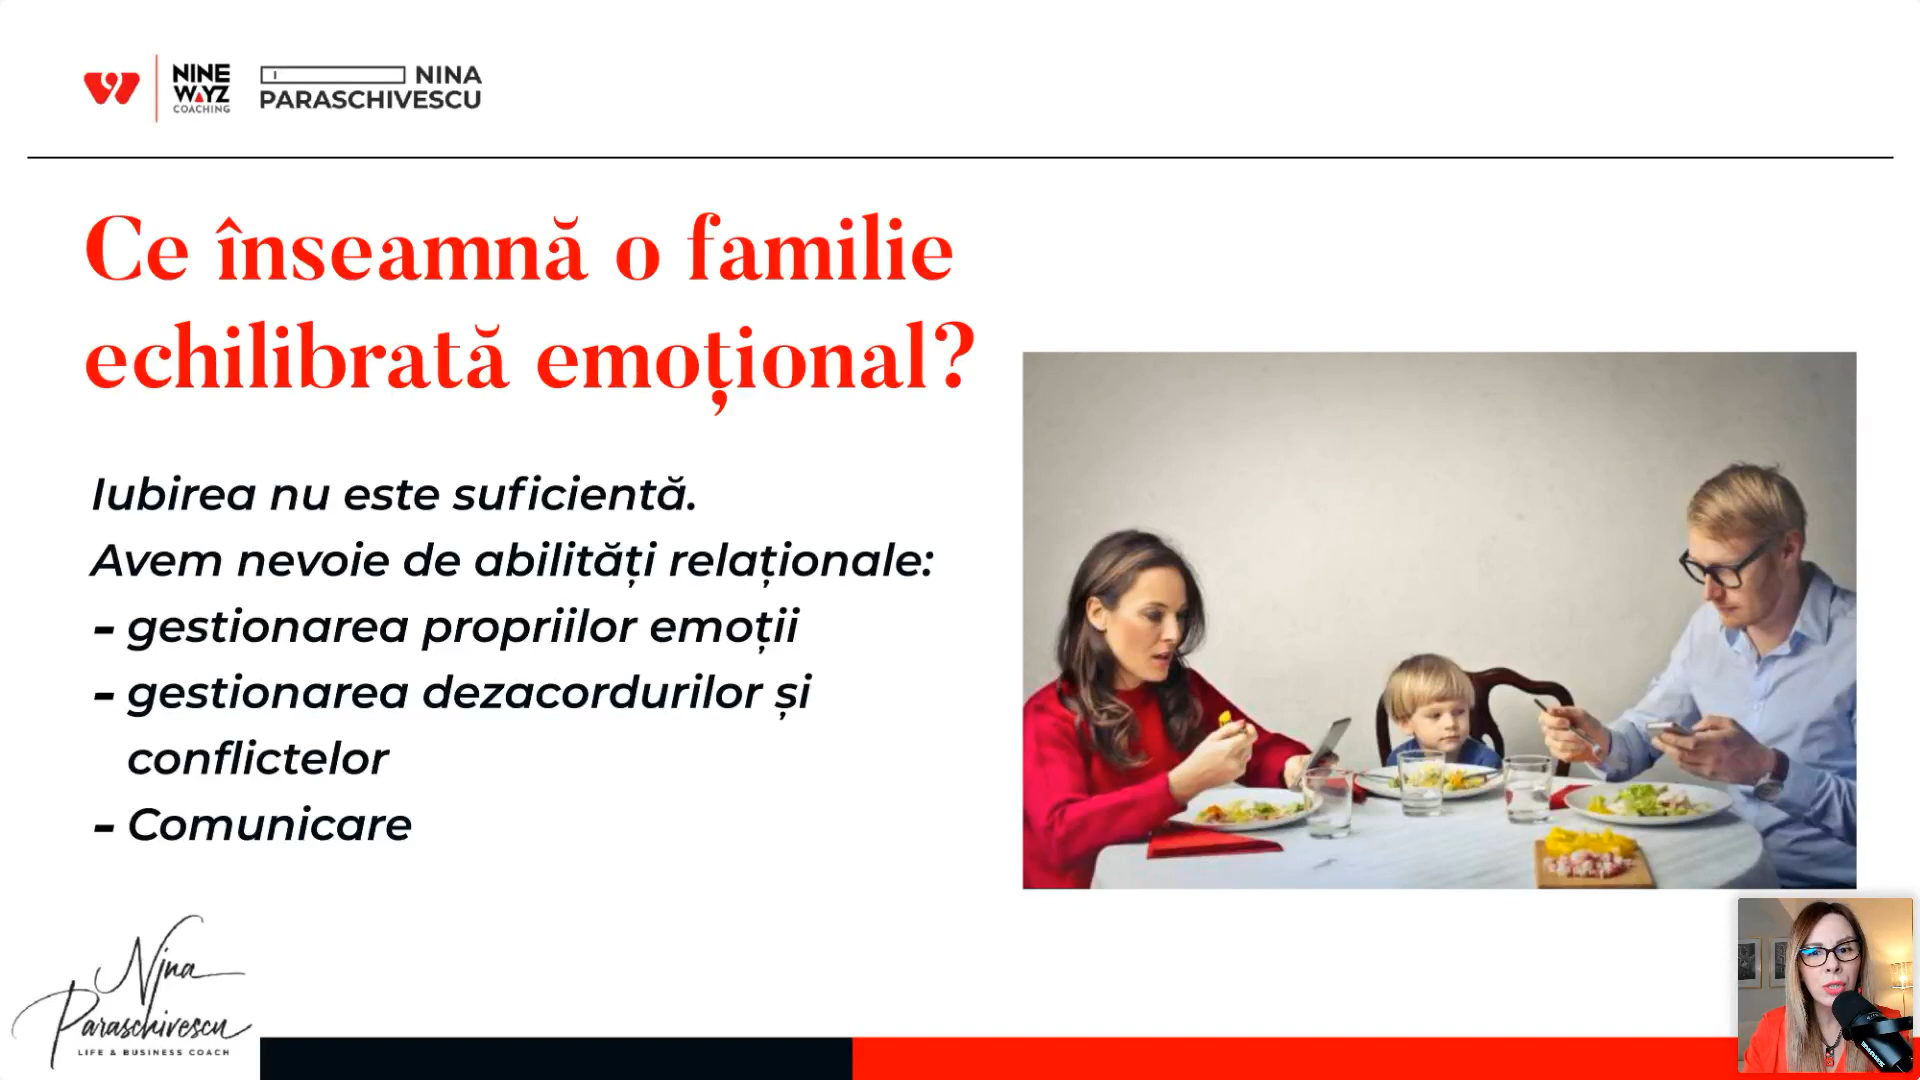 NINE
WAYZ
COACHING
NINA
PARASCHIVESCU
Ce înseamnă o familie
echilibrată emoțional?
Iubirea nu este suficientă.
Avem nevoie de abilități relaționale:
- gestionarea propriilor emoții
- gestionarea dezacordurilor și
conflictelor
- Comunicare
Nina
Paraschivescu
LIFE & BUSINESS COACH